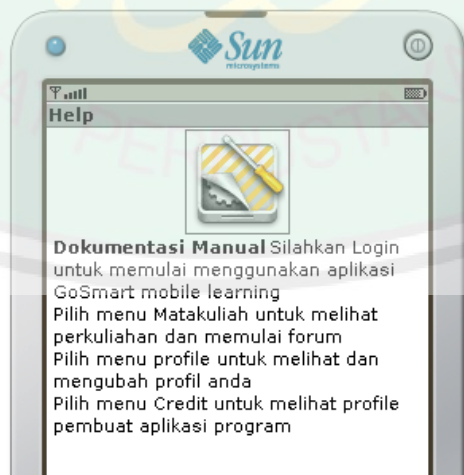 Sun
microsystems
Help
Dokumentasi Manual Silahkan Login
untuk memulai menggunakan aplikasi
GoSmart mobile learning
Pilih menu Matakuliah untuk melihat
perkuliahan dan memulai forum
Pilih menu profile untuk melihat dan
mengubah profil anda
Pilih menu Credit untuk melihat profile
pembuat aplikasi program